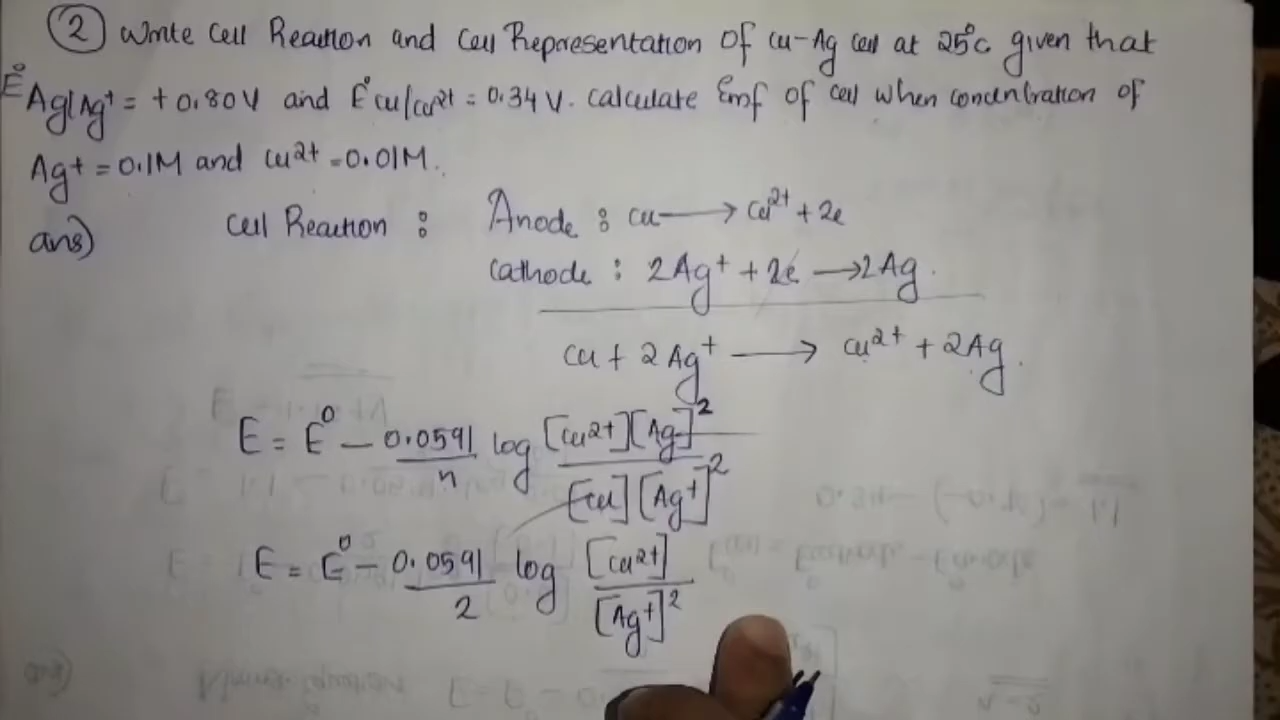 ② Write Cell Reaction and Cell Representation of Cu-Ag cell at 25°c given that
E°Ag/Ag+ = +0.80V and E°cu/cu2+ = 0.34 V. calculate Emf of cell when concentration of
Ag+ = 0.1M and cu2+ = 0.01M.
ans) Cell Reaction : Anode : cu → cu2+ + 2e
cathode : 2Ag+ + 2e → 2Ag.
cu + 2Ag+ → cu2+ + 2Ag.
E = E0 - 0.0591/n log [cu2+][Ag]2/[cu][Ag+]2
E = E0 - 0.0591/2 log [cu2+]/[Ag+]2